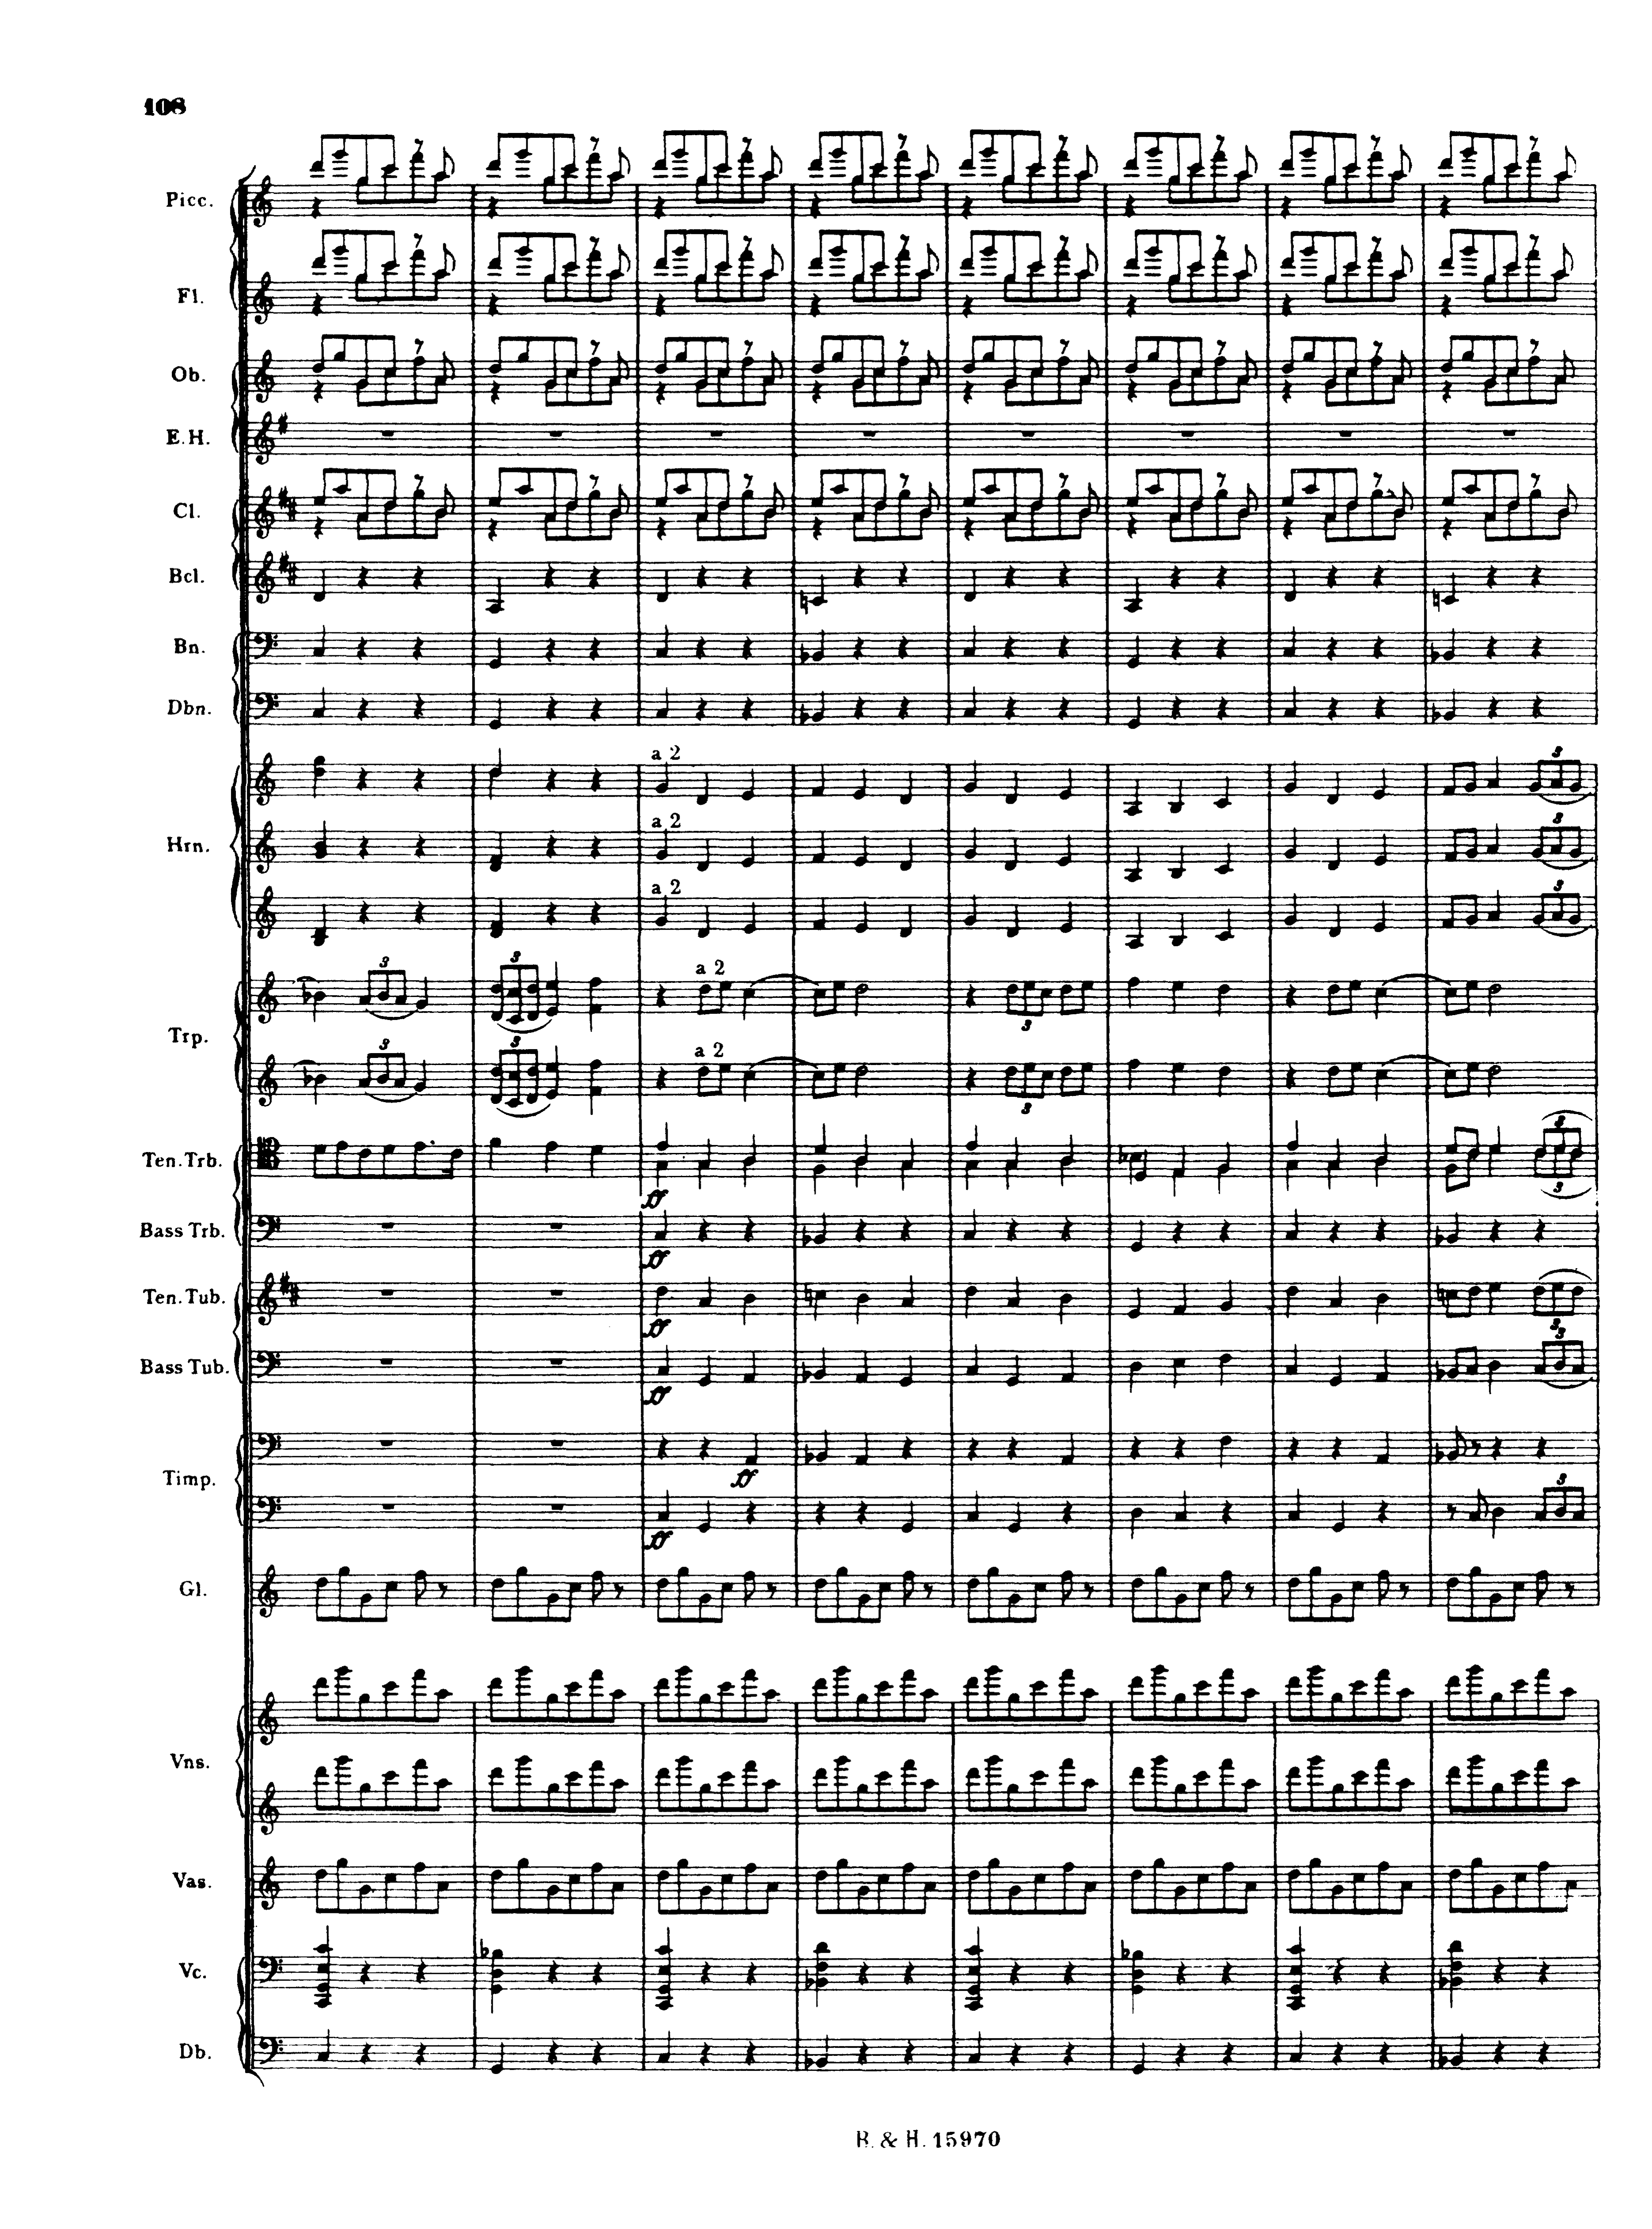 108
Picc.
Fl.
Ob.
E.H.
Cl.
Bcl.
Bn.
Dbn.
a 2
Hrn.
a 2
a 2
3
3
3
Trp.
3
3
a 2
3
3
3
a 2
3
Ten.Trb.
ff
3
3
Bass Trb.
ff
Ten.Tub.
ff
3
Bass Tub.
ff
3
Timp.
ff
ff
3
Gl.
Vns.
Vas.
Vc.
Db.
B. & H. 15970